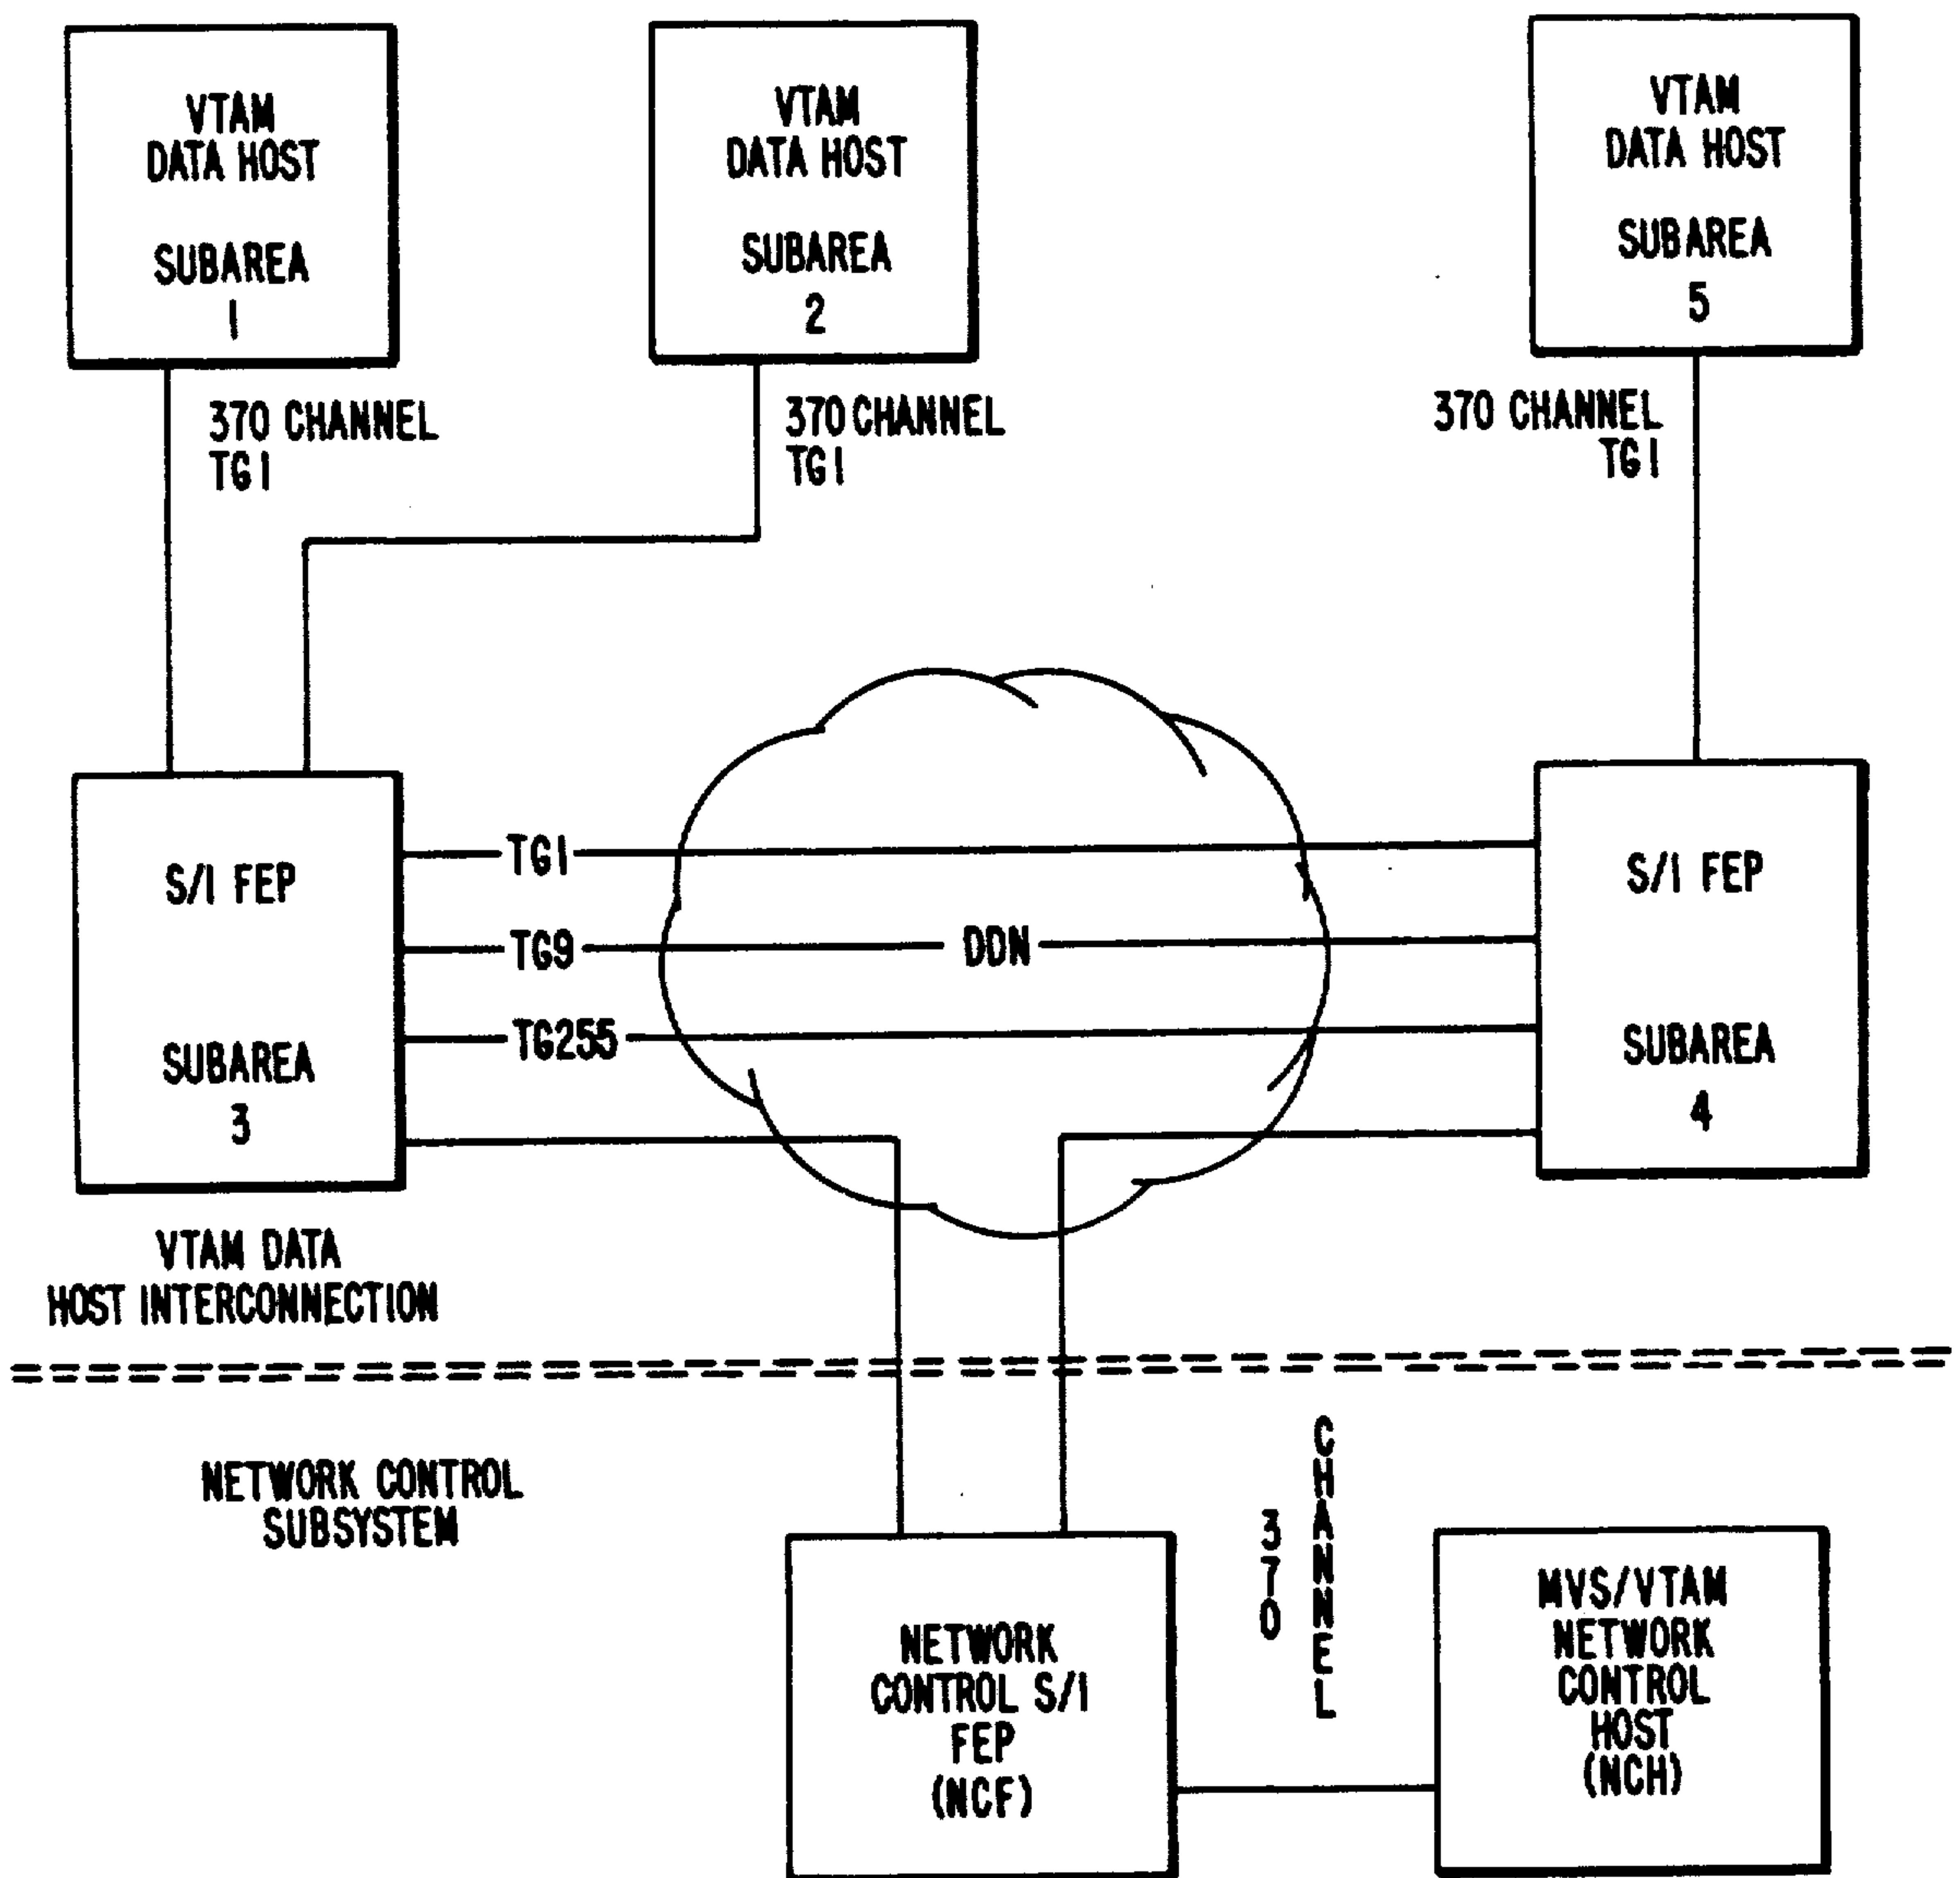 VTAM
DATA HOST
SUBAREA
1
VTAM
DATA HOST
SUBAREA
2
VTAM
DATA HOST
SUBAREA
5
370 CHANNEL
TG1
370 CHANNEL
TG1
370 CHANNEL
TG1
S/I FEP
SUBAREA
3
TG1
TG9
DDN
TG255
S/I FEP
SUBAREA
4
VTAM DATA
HOST INTERCONNECTION
NETWORK CONTROL
SUBSYSTEM
370
CHANNEL
NETWORK
CONTROL S/I
FEP
(NCF)
MVS/VTAM
NETWORK
CONTROL
HOST
(NCH)